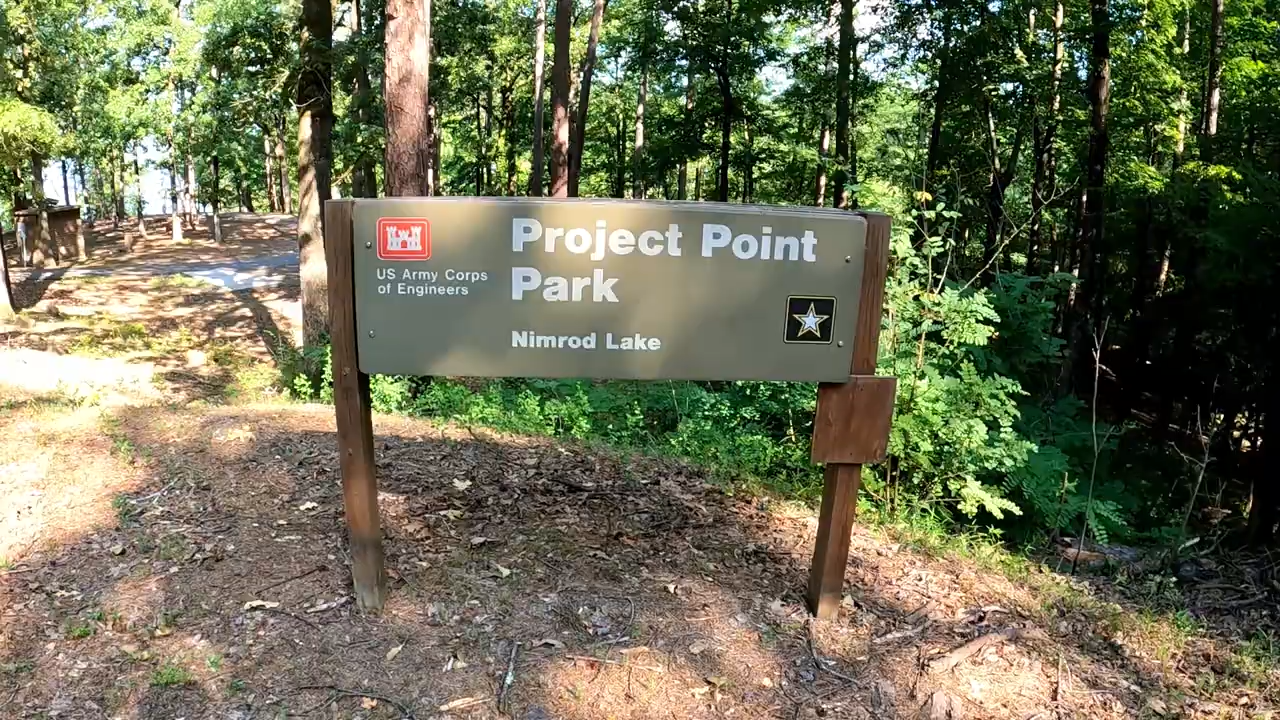 US Army Corps
of Engineers
Project Point
Park
Nimrod Lake